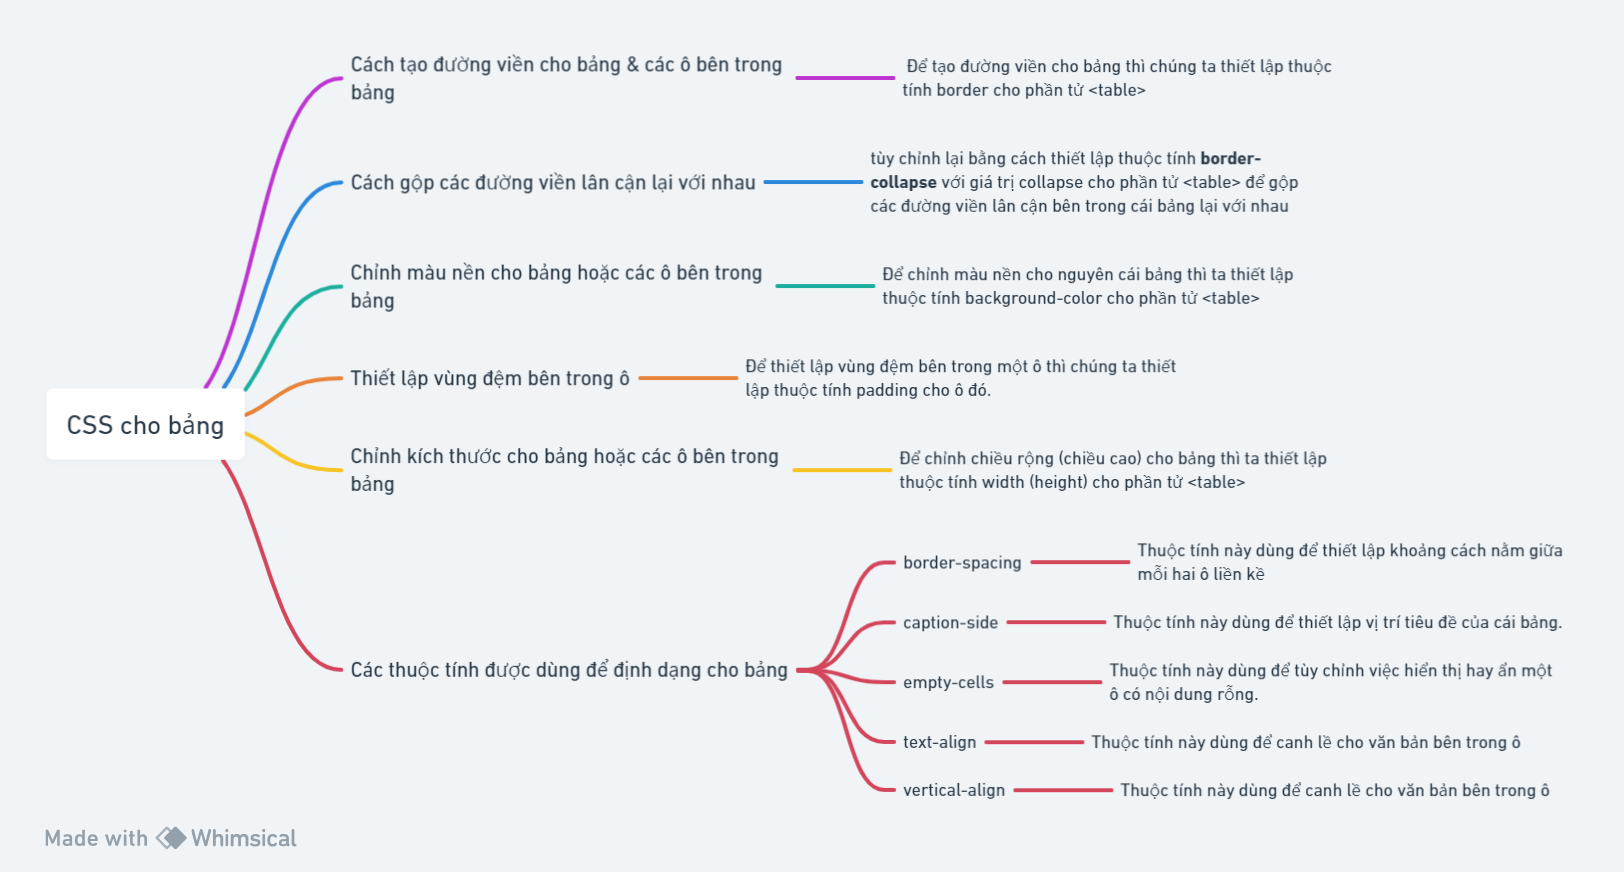 CSS cho bảng
Cách tạo đường viền cho bảng & các ô bên trong
bảng
Để tạo đường viền cho bảng thì chúng ta thiết lập thuộc
tính border cho phần tử <table>
Cách gộp các đường viền lân cận lại với nhau
tùy chỉnh lại bằng cách thiết lập thuộc tính border-
collapse với giá trị collapse cho phần tử <table> để gộp
các đường viền lân cận bên trong cái bảng lại với nhau
Chỉnh màu nền cho bảng hoặc các ô bên trong
bảng
Để chỉnh màu nền cho nguyên cái bảng thì ta thiết lập
thuộc tính background-color cho phần tử <table>
Thiết lập vùng đệm bên trong ô
Để thiết lập vùng đệm bên trong một ô thì chúng ta thiết
lập thuộc tính padding cho ô đó.
Chỉnh kích thước cho bảng hoặc các ô bên trong
bảng
Để chỉnh chiều rộng (chiều cao) cho bảng thì ta thiết lập
thuộc tính width (height) cho phần tử <table>
Các thuộc tính được dùng để định dạng cho bảng
border-spacing
Thuộc tính này dùng để thiết lập khoảng cách nằm giữa
mỗi hai ô liền kề
caption-side
Thuộc tính này dùng để thiết lập vị trí tiêu đề của cái bảng.
empty-cells
Thuộc tính này dùng để tùy chỉnh việc hiển thị hay ẩn một
ô có nội dung rỗng.
text-align
Thuộc tính này dùng để canh lề cho văn bản bên trong ô
vertical-align
Thuộc tính này dùng để canh lề cho văn bản bên trong ô
Made with Whimsical